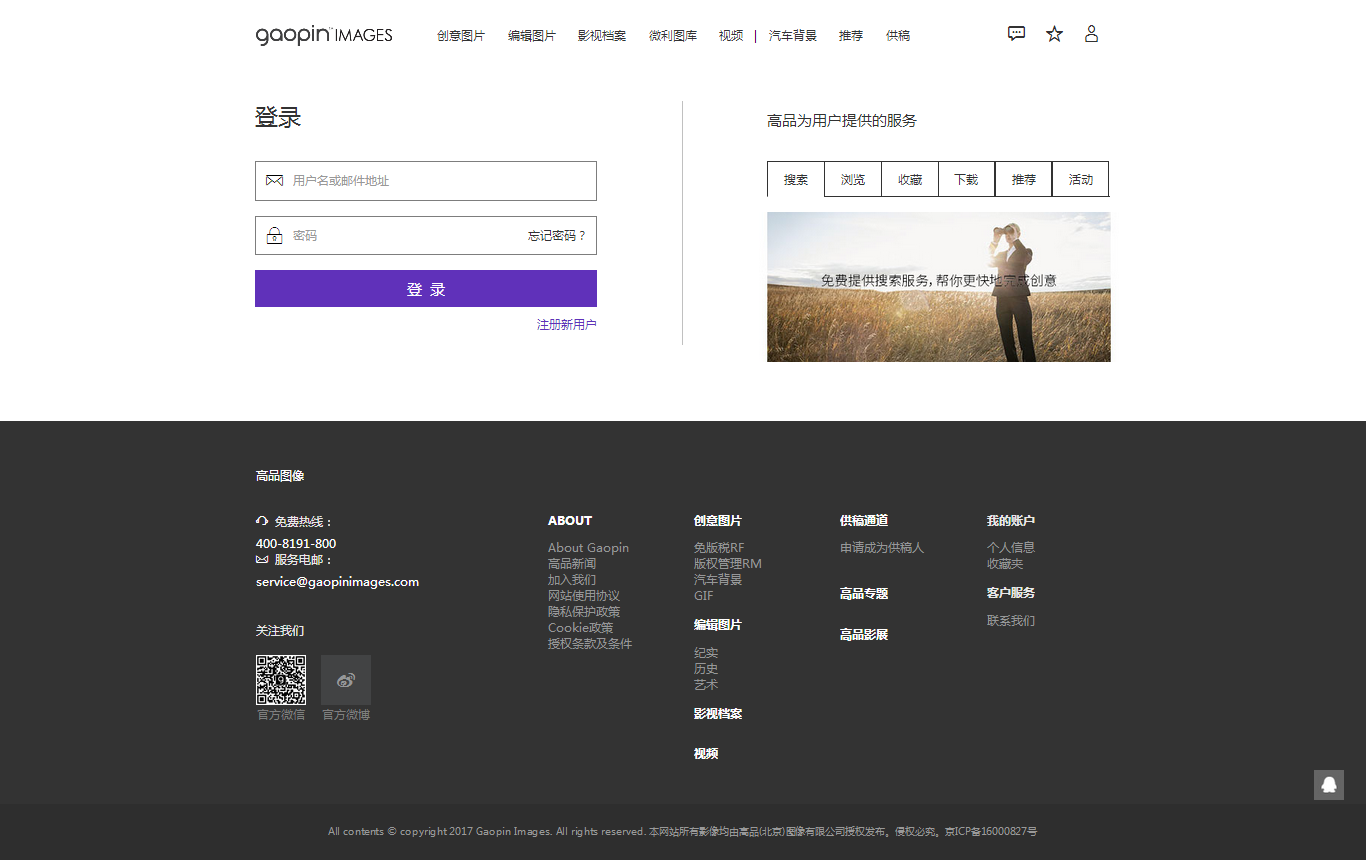 gaopin IMAGES 创意图片 编辑图片 影视档案 微利图库 视频 | 汽车背景 推荐 供稿
登录
用户名或邮件地址
密码 忘记密码？
登 录
注册新用户
高品为用户提供的服务
搜索 浏览 收藏 下载 推荐 活动
免费提供搜索服务，帮你更快地完成创意
高品图像
免费热线：
400-8191-800
服务电邮：
service@gaopinimages.com
关注我们
官方微信 官方微博
ABOUT
About Gaopin
高品新闻
加入我们
网站使用协议
隐私保护政策
Cookie政策
授权条款及条件
创意图片
免版税RF
版权管理RM
汽车背景
GIF
编辑图片
纪实
历史
艺术
影视档案
视频
供稿通道
申请成为供稿人
高品专题
高品影展
我的账户
个人信息
收藏夹
客户服务
联系我们
All contents © copyright 2017 Gaopin Images. All rights reserved. 本网站所有影像均由高品(北京)图像有限公司授权发布。侵权必究。京ICP备16000827号